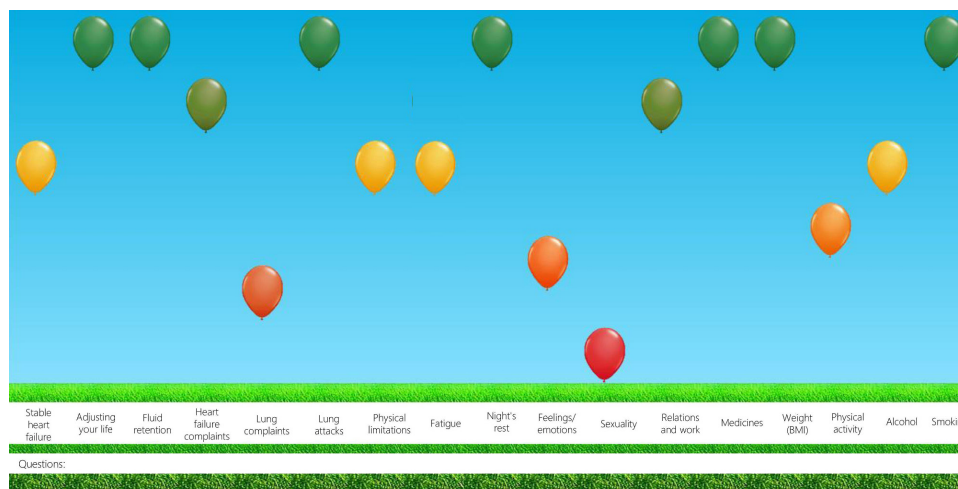 Stable
heart
failure
Adjusting
your life
Fluid
retention
Heart
failure
complaints
Lung
complaints
Lung
attacks
Physical
limitations
Fatigue
Night's
rest
Feelings/
emotions
Sexuality
Relations
and work
Medicines
Weight
(BMI)
Physical
activity
Alcohol
Smoki
Questions: